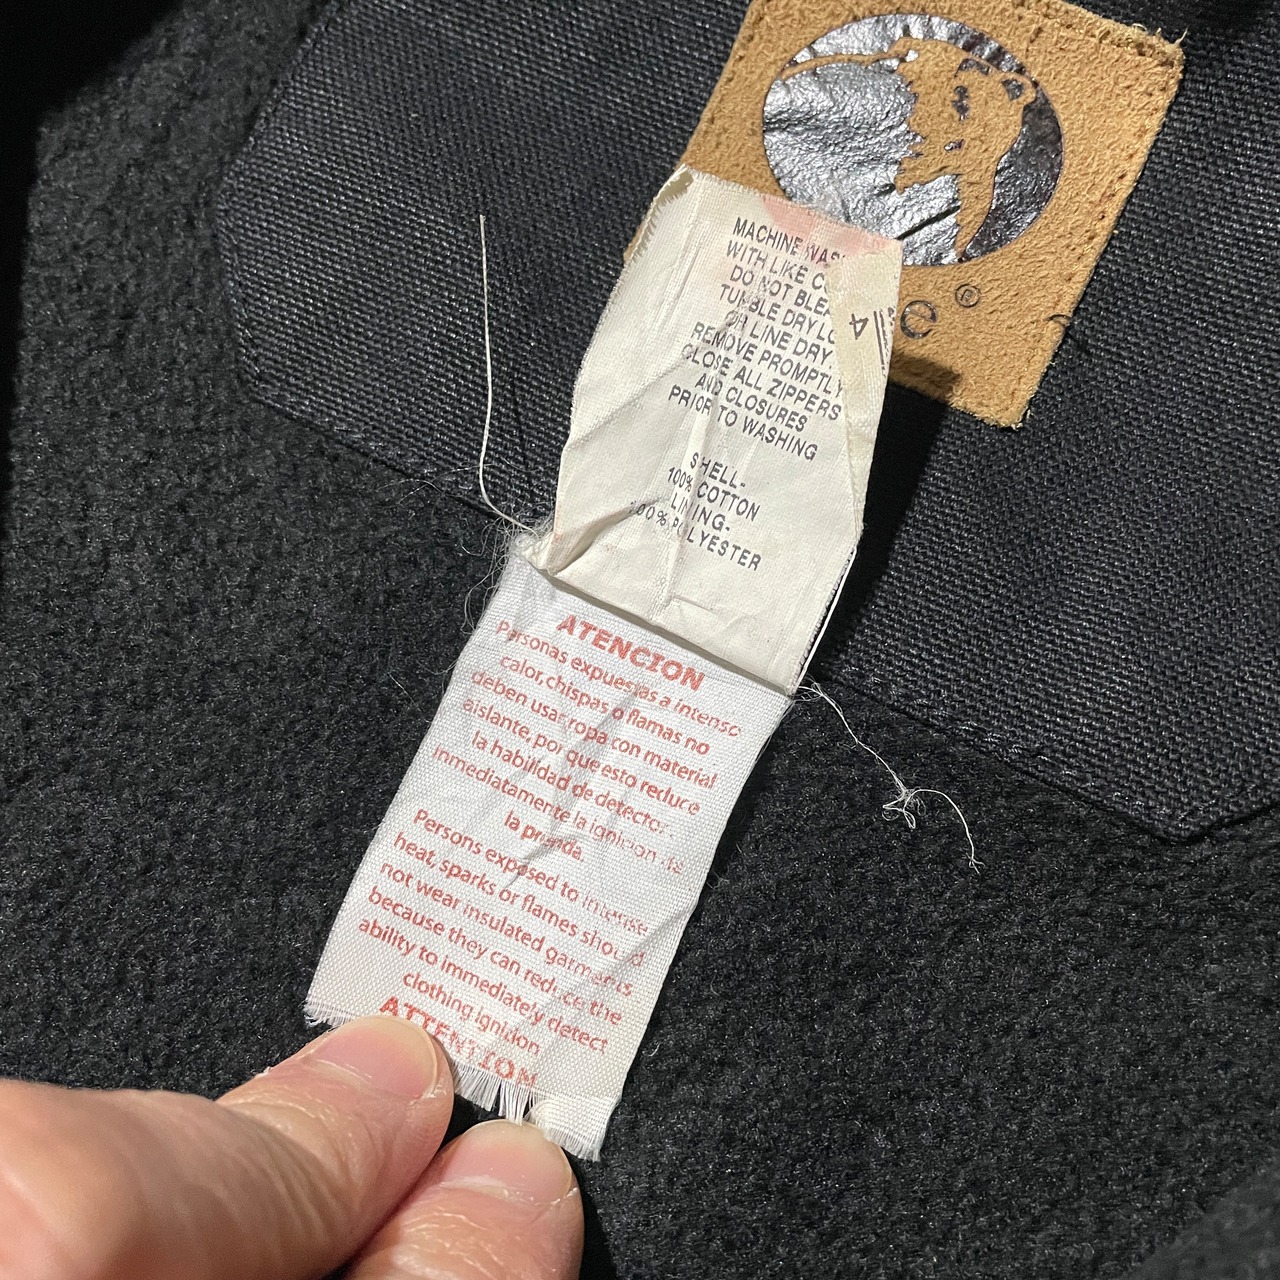 MACHINE WAS
WITH LIKE C
DO NOT BLEA
TUMBLE DRY LO
OR LINE DRY
REMOVE PROMPTLY
CLOSE ALL ZIPPERS
AND CLOSURES
PRIOR TO WASHING
SHELL-
100% COTTON
LINING-
100% POLYESTER
e®
ATENCION
Personas expuestas a intenso
calor, chispas o flamas no
deben usar ropa con material
aislante, por que esto reduce
la habilidad de detectar
inmediatamente la ignicion de
la prenda.
Persons exposed to intense
heat, sparks or flames should
not wear insulated garments
because they can reduce the
ability to immediately detect
clothing ignition
ATTENTION